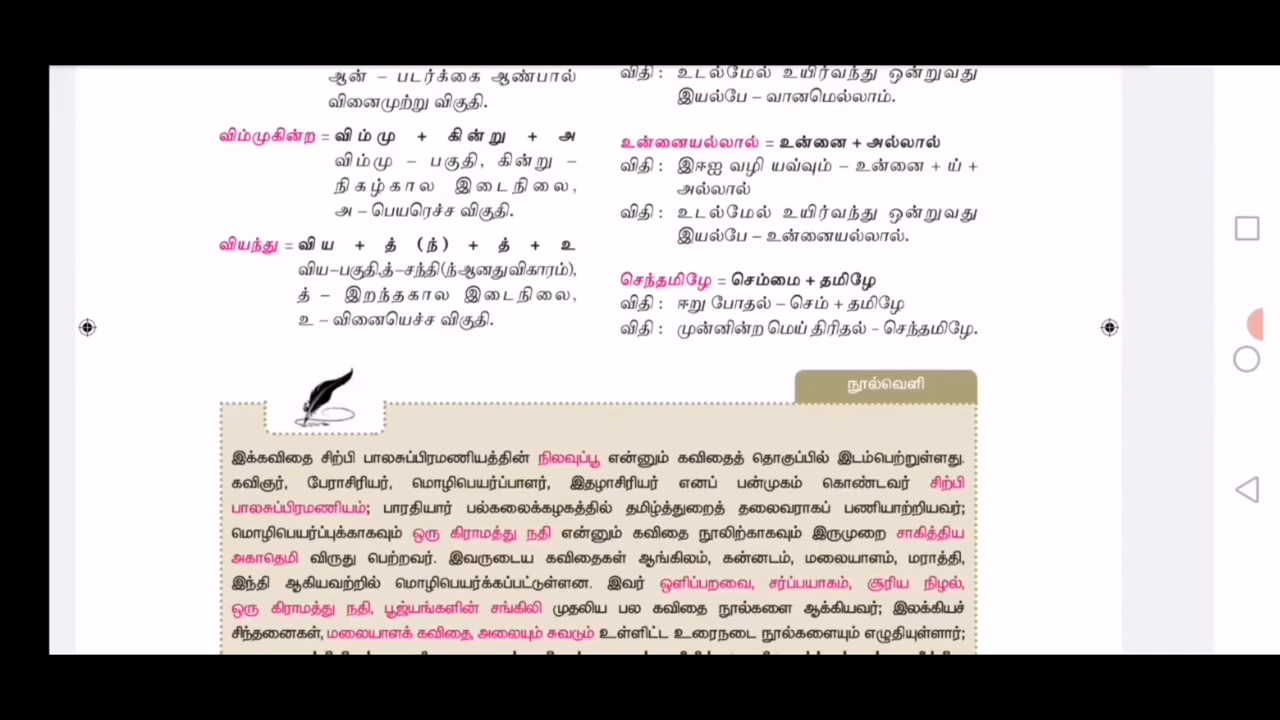 ஆன் – படர்க்கை ஆண்பால்
வினைமுற்று விகுதி.
விம்முகின்ற = விம்மு + கின்று + அ
விம்மு – பகுதி, கின்று –
நிகழ்கால இடைநிலை,
அ – பெயரெச்ச விகுதி.
வியந்து = விய + த் (ந்) + த் + உ
விய–பகுதி,த்–சந்தி(ந்ஆனதுவிகாரம்),
த் – இறந்தகால இடைநிலை,
உ – வினையெச்ச விகுதி.
விதி : உடல்மேல் உயிர்வந்து ஒன்றுவது
இயல்பே – வானமெல்லாம்.
உன்னையல்லால் = உன்னை + அல்லால்
விதி : இஈஐ வழி யவ்வும் – உன்னை + ய் +
அல்லால்
விதி : உடல்மேல் உயிர்வந்து ஒன்றுவது
இயல்பே – உன்னையல்லால்.
செந்தமிழே = செம்மை + தமிழே
விதி : ஈறு போதல் – செம் + தமிழே
விதி : முன்னின்ற மெய் திரிதல் – செந்தமிழே.
நூல்வெளி
இக்கவிதை சிற்பி பாலசுப்பிரமணியத்தின் நிலவுப்பூ என்னும் கவிதைத் தொகுப்பில் இடம்பெற்றுள்ளது.
கவிஞர், பேராசிரியர், மொழிபெயர்ப்பாளர், இதழாசிரியர் எனப் பன்முகம் கொண்டவர் சிற்பி
பாலசுப்பிரமணியம்; பாரதியார் பல்கலைக்கழகத்தில் தமிழ்த்துறைத் தலைவராகப் பணியாற்றியவர்;
மொழிபெயர்ப்புக்காகவும் ஒரு கிராமத்து நதி என்னும் கவிதை நூலிற்காகவும் இருமுறை சாகித்திய
அகாதெமி விருது பெற்றவர். இவருடைய கவிதைகள் ஆங்கிலம், கன்னடம், மலையாளம், மராத்தி,
இந்தி ஆகியவற்றில் மொழிபெயர்க்கப்பட்டுள்ளன. இவர் ஒளிப்பறவை, சர்ப்பயாகம், சூரிய நிழல்,
ஒரு கிராமத்து நதி, பூஜ்யங்களின் சங்கிலி முதலிய பல கவிதை நூல்களை ஆக்கியவர்; இலக்கியச்
சிந்தனைகள், மலையாளக் கவிதை, அலையும் சுவடும் உள்ளிட்ட உரைநடை நூல்களையும் எழுதியுள்ளார்;